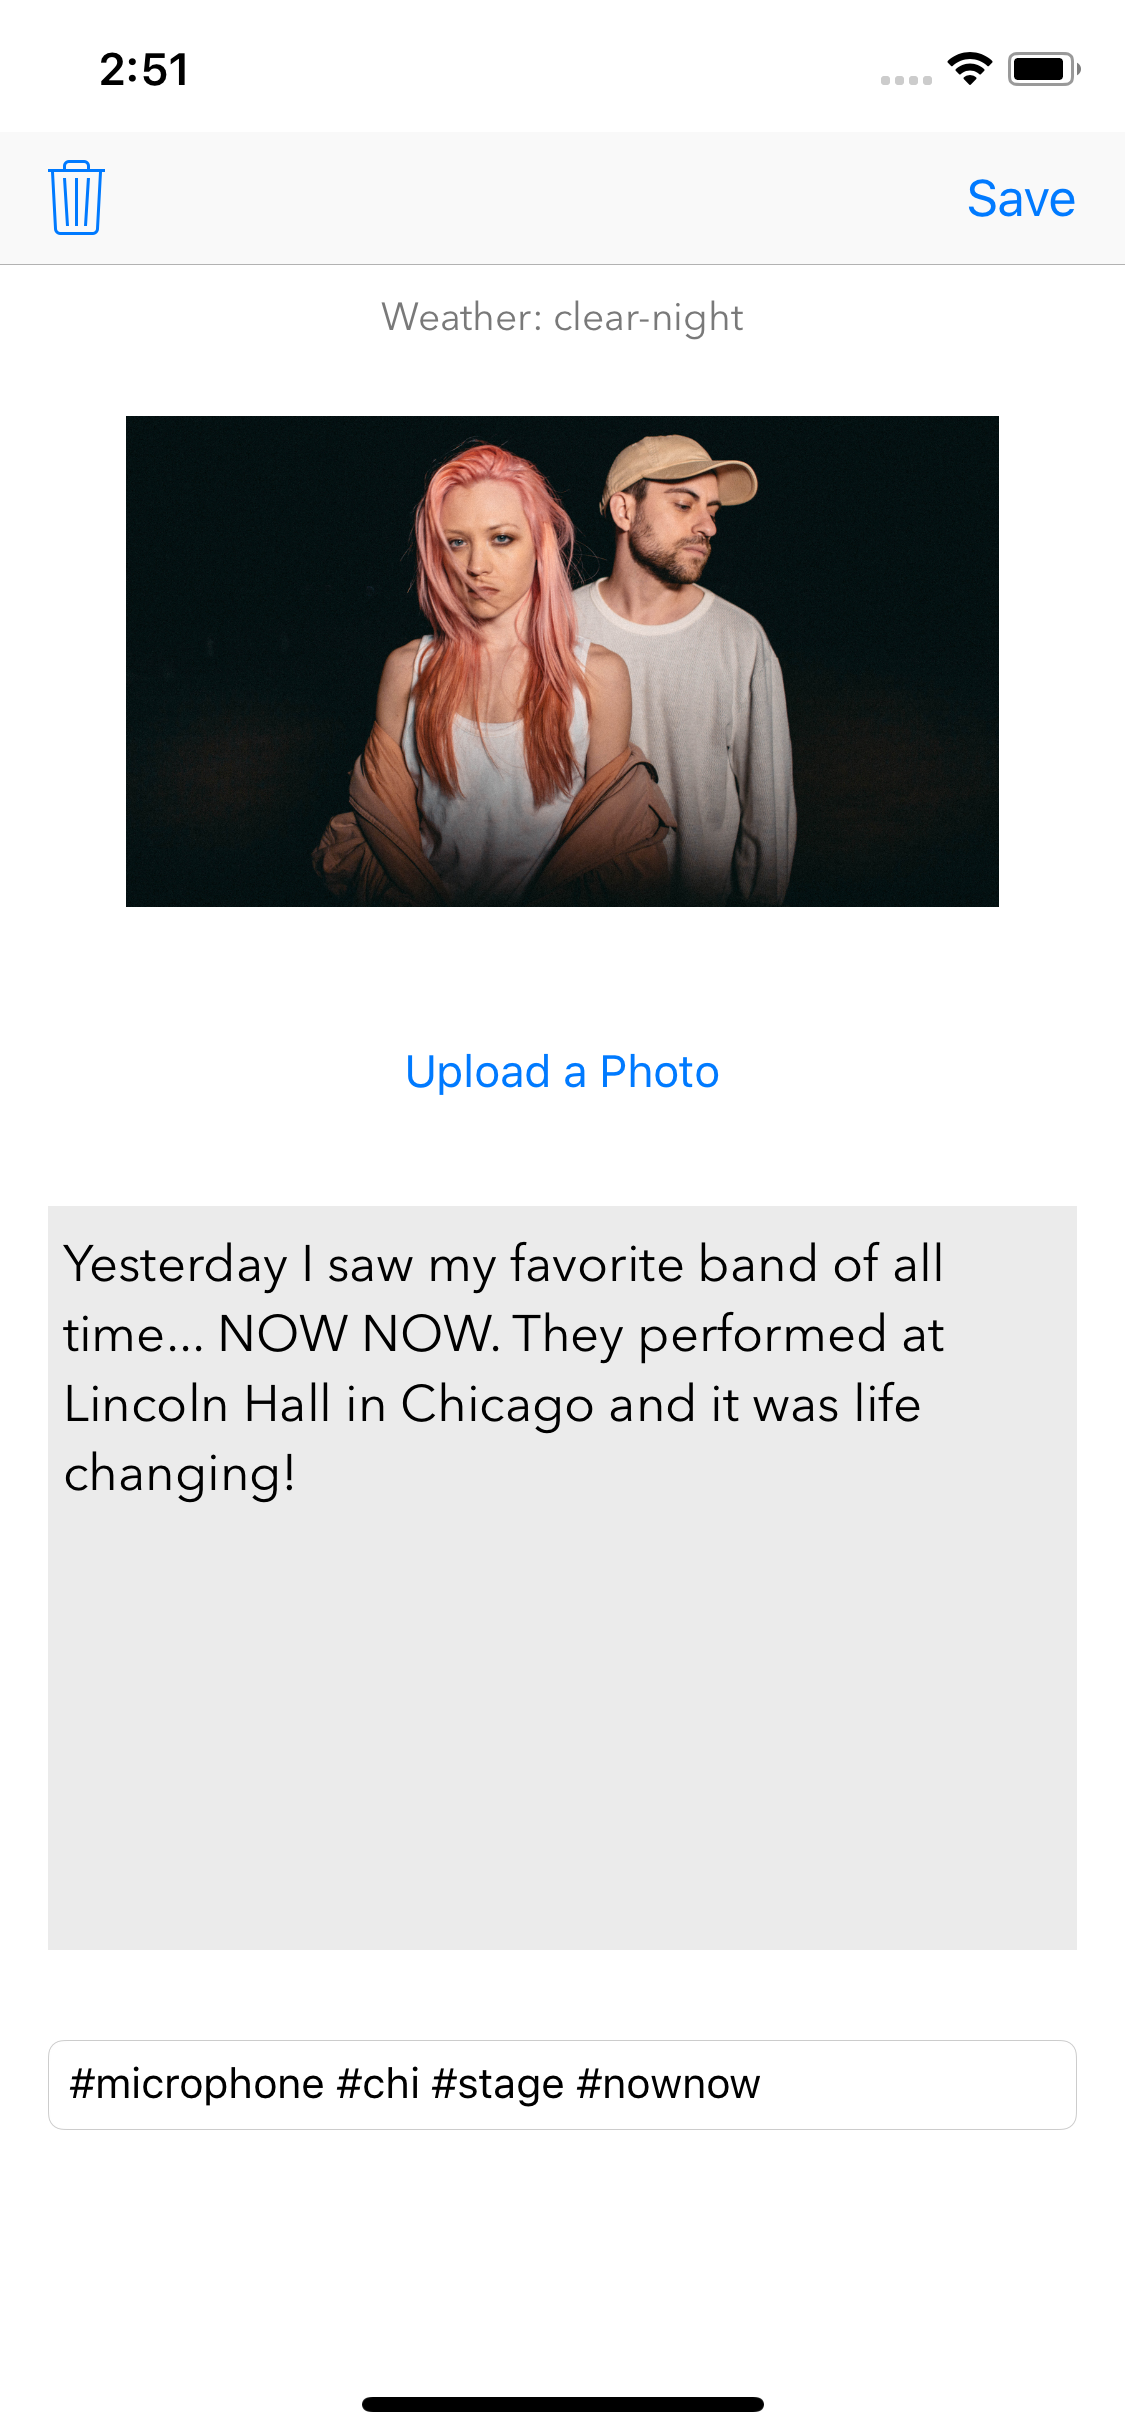 2:51
Save
Weather: clear-night
Upload a Photo
Yesterday I saw my favorite band of all
time... NOW NOW. They performed at
Lincoln Hall in Chicago and it was life
changing!
#microphone #chi #stage #nownow